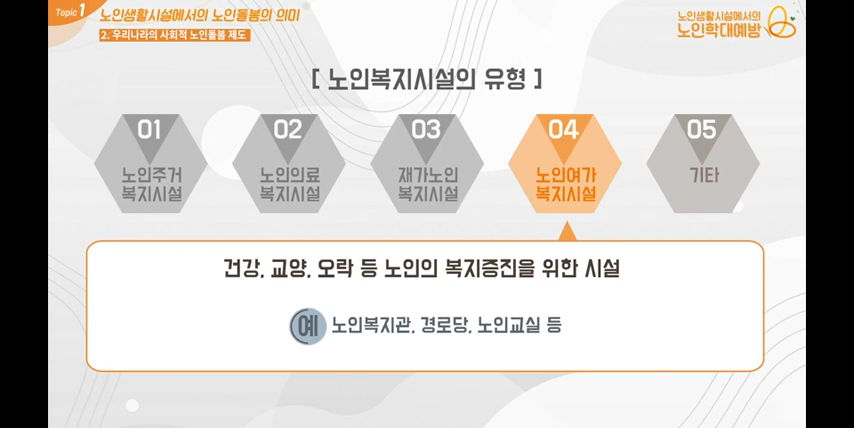 Topic 1
노인생활시설에서의 노인돌봄의 의미
2. 우리나라의 사회적 노인돌봄 제도
노인생활시설에서의
노인학대예방
[ 노인복지시설의 유형 ]
01
노인주거
복지시설
02
노인의료
복지시설
03
재가노인
복지시설
04
노인여가
복지시설
05
기타
건강, 교양, 오락 등 노인의 복지증진을 위한 시설
예 노인복지관, 경로당, 노인교실 등